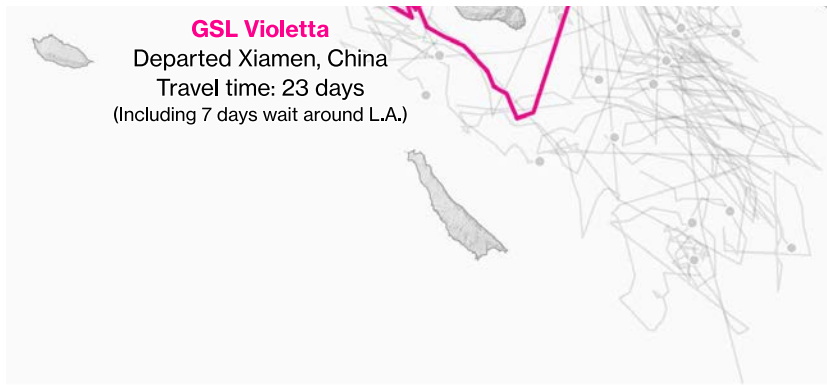 GSL Violetta
Departed Xiamen, China
Travel time: 23 days
(Including 7 days wait around L.A.)